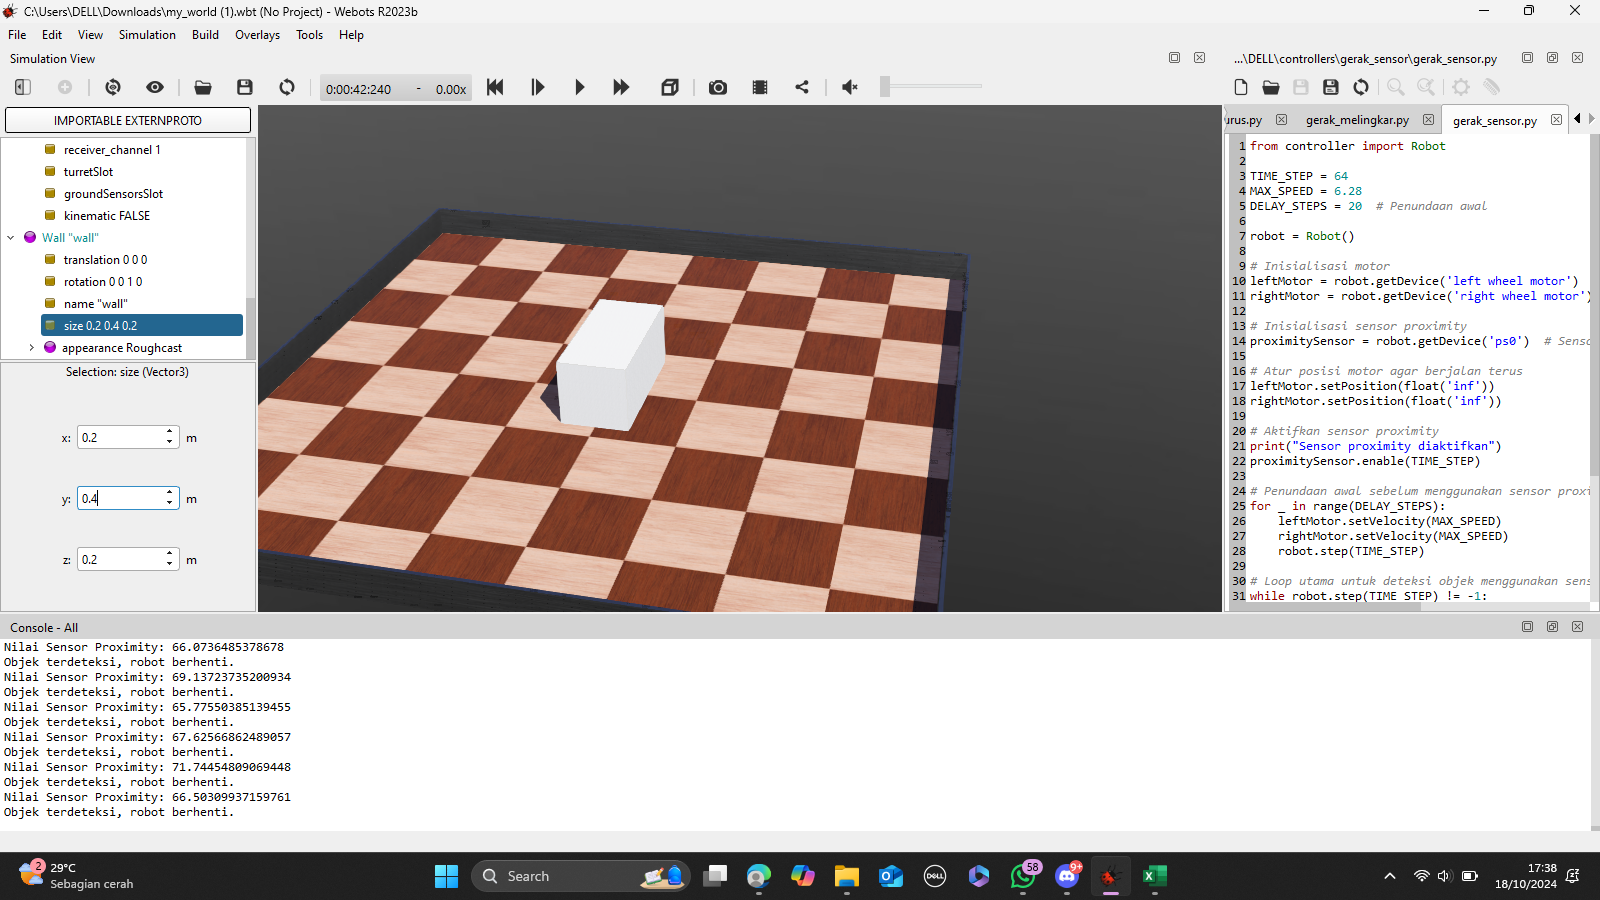 C:\Users\DELL\Downloads\my_world (1).wbt (No Project) - Webots R2023b
File Edit View Simulation Build Overlays Tools Help
Simulation View
0:00:42:240 - 0.00x
IMPORTABLE EXTERNPROTO
receiver_channel 1
turretSlot
groundSensorsSlot
kinematic FALSE
Wall "wall"
translation 0 0 0
rotation 0 0 1 0
name "wall"
size 0.2 0.4 0.2
appearance Roughcast
Selection: size (Vector3)
x: 0.2 m
y: 0.4 m
z: 0.2 m
...\DELL\controllers\gerak_sensor\gerak_sensor.py
urus.py gerak_melingkar.py gerak_sensor.py
1 from controller import Robot
2
3 TIME_STEP = 64
4 MAX_SPEED = 6.28
5 DELAY_STEPS = 20 # Penundaan awal
6
7 robot = Robot()
8
9 # Inisialisasi motor
10 leftMotor = robot.getDevice('left wheel motor')
11 rightMotor = robot.getDevice('right wheel motor')
12
13 # Inisialisasi sensor proximity
14 proximitySensor = robot.getDevice('ps0') # Senso
15
16 # Atur posisi motor agar berjalan terus
17 leftMotor.setPosition(float('inf'))
18 rightMotor.setPosition(float('inf'))
19
20 # Aktifkan sensor proximity
21 print("Sensor proximity diaktifkan")
22 proximitySensor.enable(TIME_STEP)
23
24 # Penundaan awal sebelum menggunakan sensor proxi
25 for _ in range(DELAY_STEPS):
26 leftMotor.setVelocity(MAX_SPEED)
27 rightMotor.setVelocity(MAX_SPEED)
28 robot.step(TIME_STEP)
29
30 # Loop utama untuk deteksi objek menggunakan sens
31 while robot.step(TIME_STEP) != -1:
Console - All
Nilai Sensor Proximity: 66.0736485378678
Objek terdeteksi, robot berhenti.
Nilai Sensor Proximity: 69.13723735200934
Objek terdeteksi, robot berhenti.
Nilai Sensor Proximity: 65.77550385139455
Objek terdeteksi, robot berhenti.
Nilai Sensor Proximity: 67.62566862489057
Objek terdeteksi, robot berhenti.
Nilai Sensor Proximity: 71.74454809069448
Objek terdeteksi, robot berhenti.
Nilai Sensor Proximity: 66.50309937159761
Objek terdeteksi, robot berhenti.
2
29°C
Sebagian cerah
Search
DELL
58
9+
17:38
18/10/2024